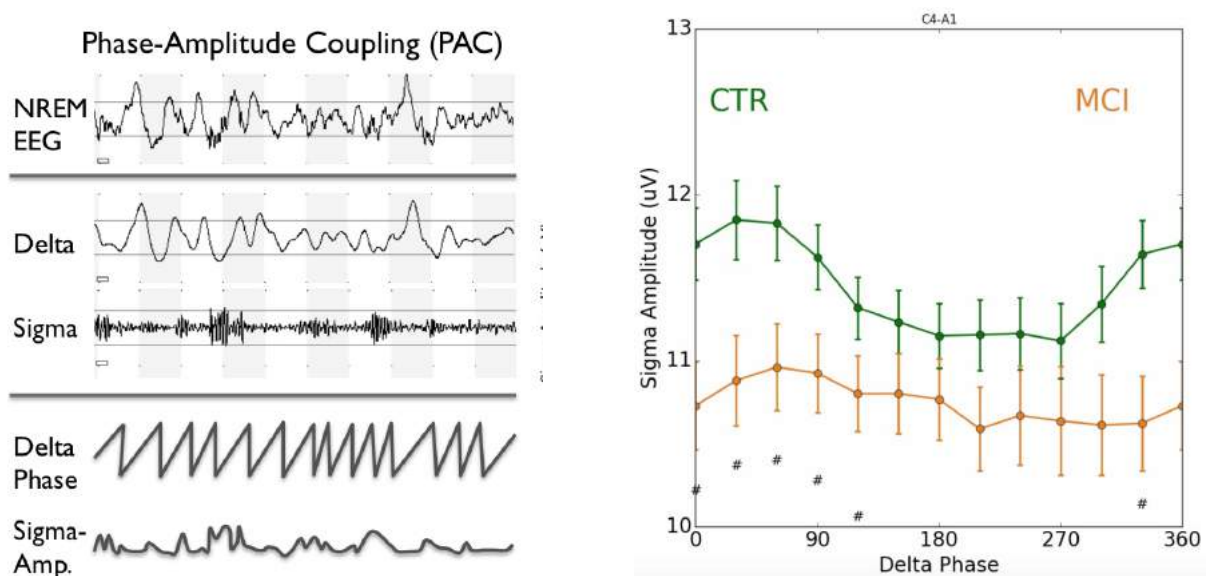 Phase-Amplitude Coupling (PAC)
NREM
EEG
Delta
Sigma
Delta
Phase
Sigma-
Amp.
C4-A1
CTR
MCI
Sigma Amplitude (uV)
13
12
11
10
# # # # # #
0 90 180 270 360
Delta Phase